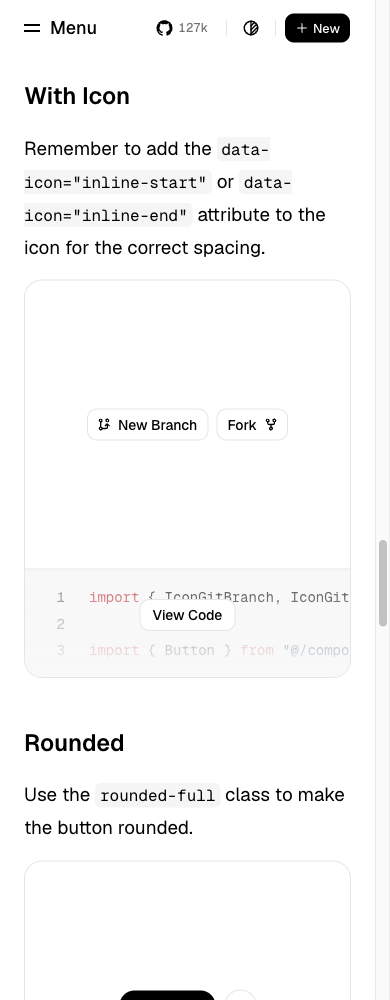 Menu 127k + New
With Icon
Remember to add the data-
icon="inline-start" or data-
icon="inline-end" attribute to the
icon for the correct spacing.
New Branch Fork
1 import { IconGitBranch, IconGit
2
View Code
3 import { Button } from "@/compo
Rounded
Use the rounded-full class to make
the button rounded.